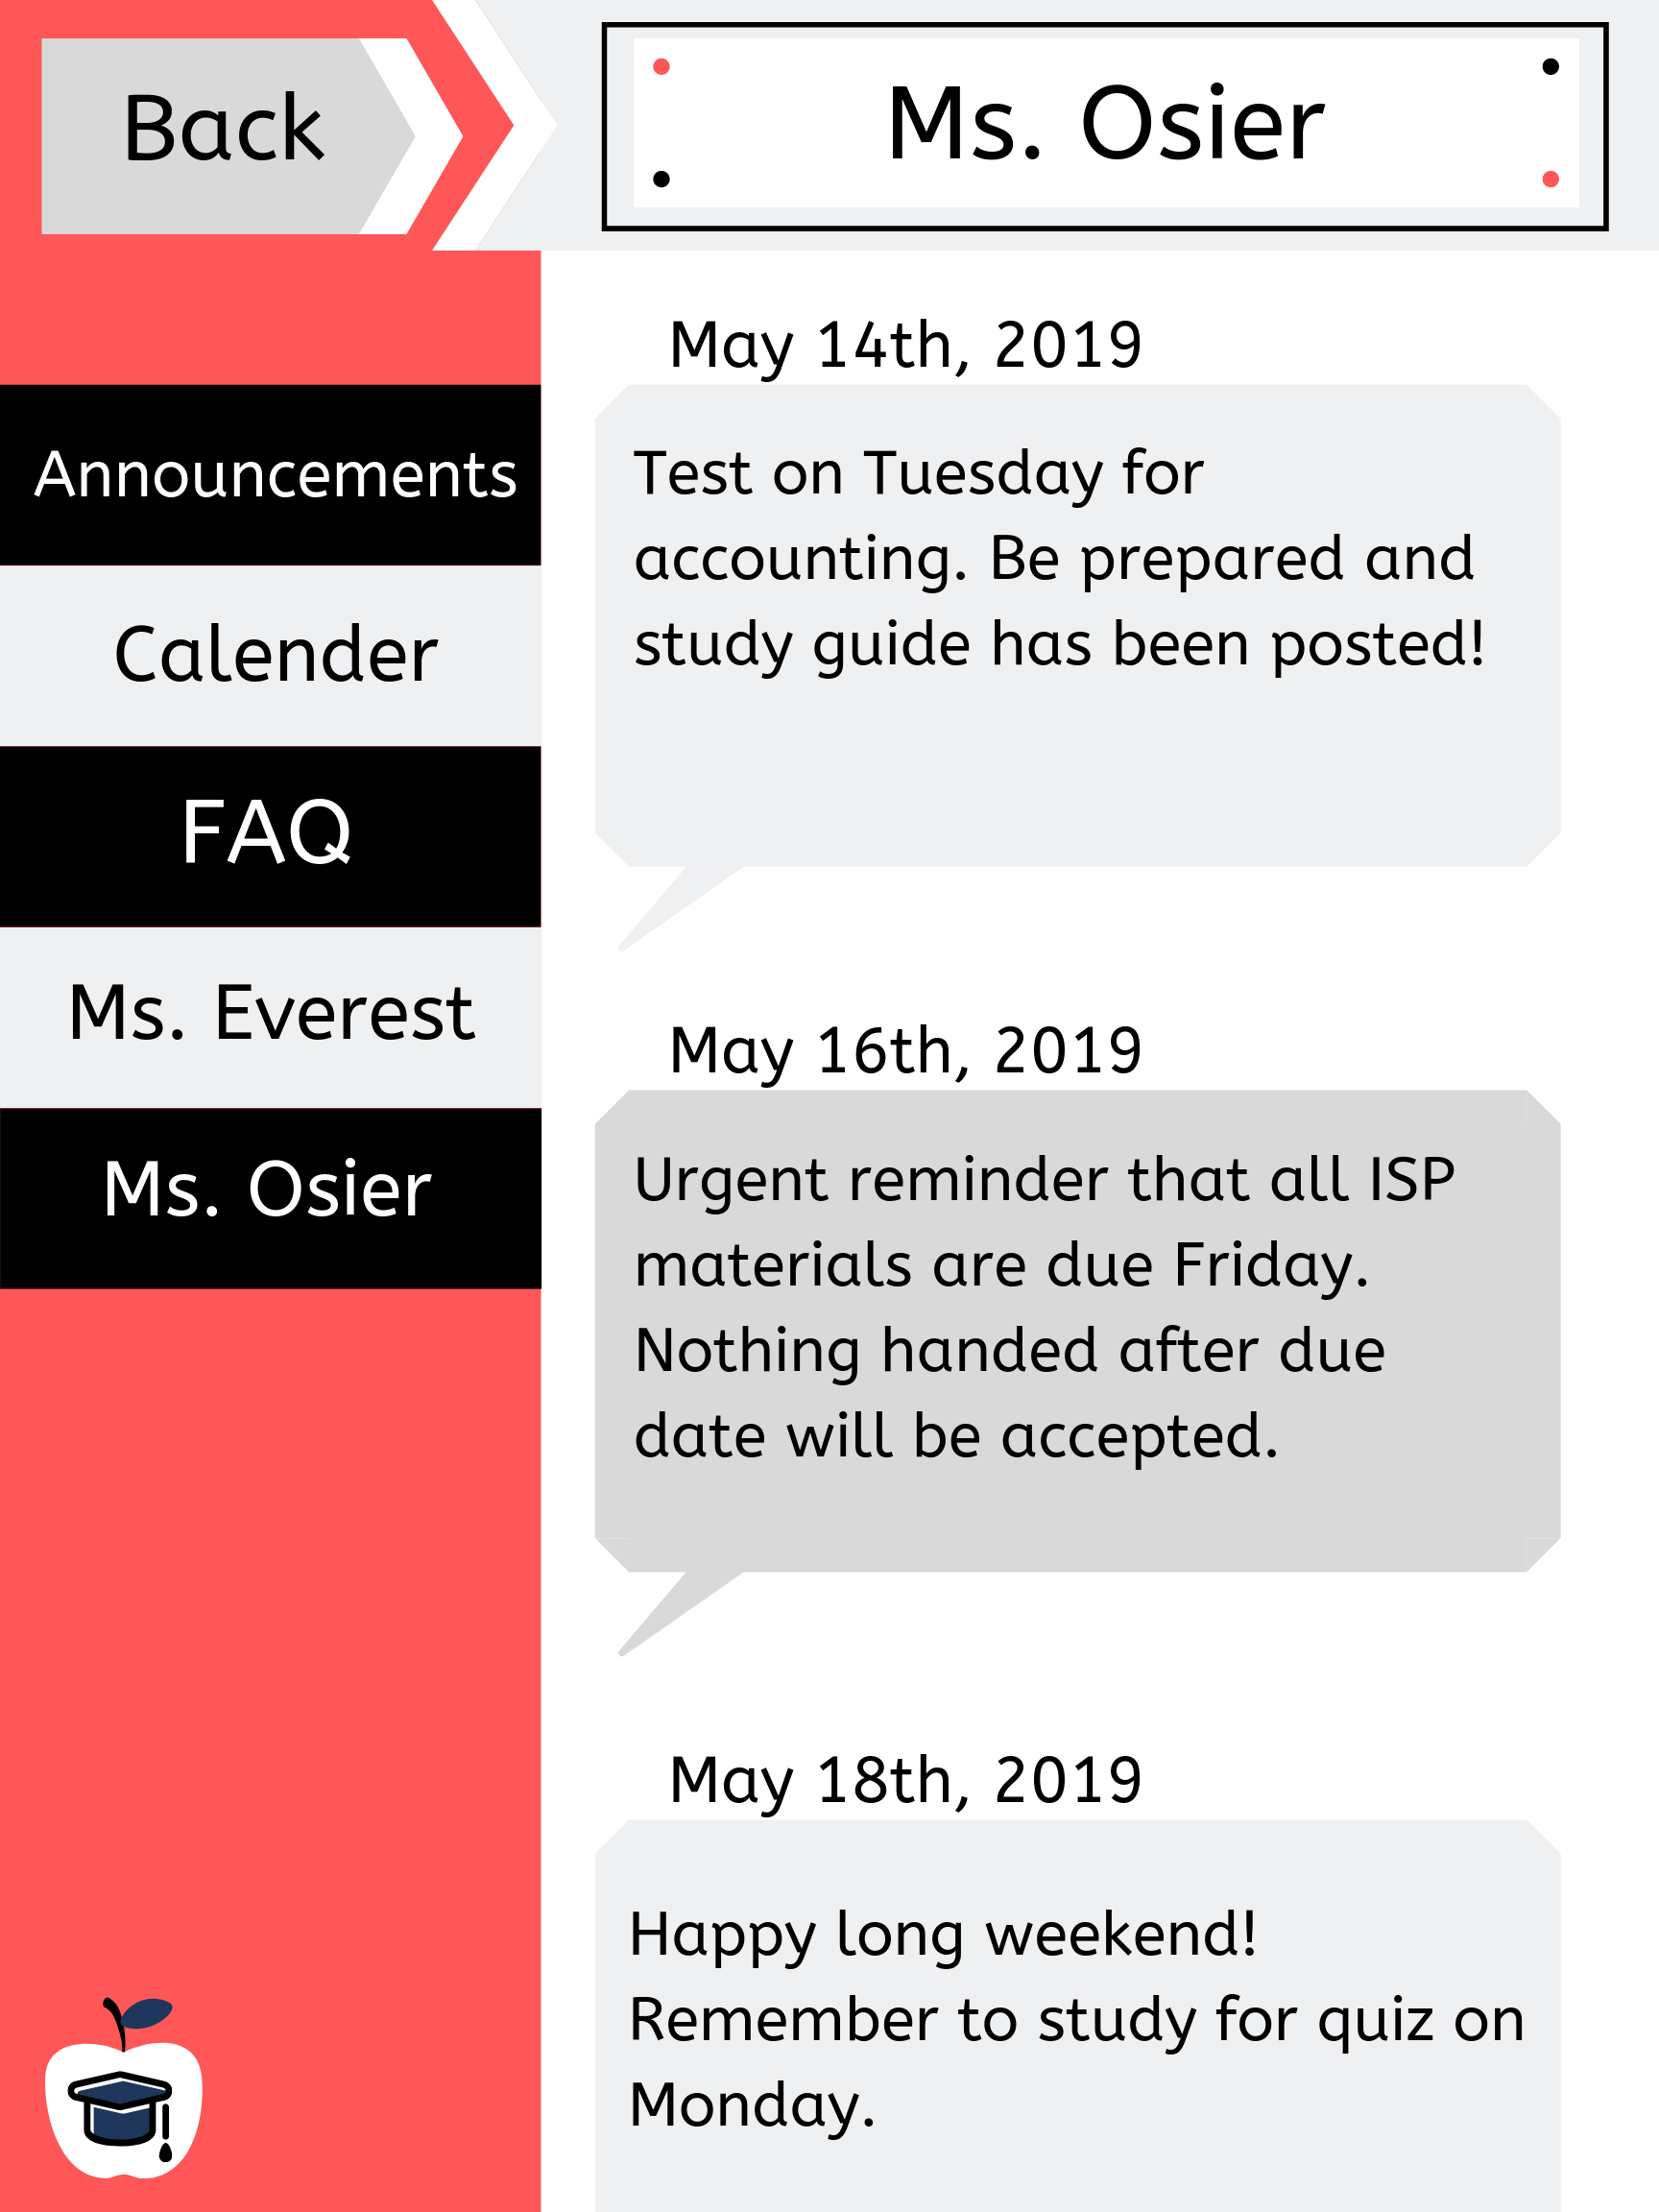 Back
Ms. Osier
Announcements
Calender
FAQ
Ms. Everest
Ms. Osier
May 14th, 2019
Test on Tuesday for
accounting. Be prepared and
study guide has been posted!
May 16th, 2019
Urgent reminder that all ISP
materials are due Friday.
Nothing handed after due
date will be accepted.
May 18th, 2019
Happy long weekend!
Remember to study for quiz on
Monday.